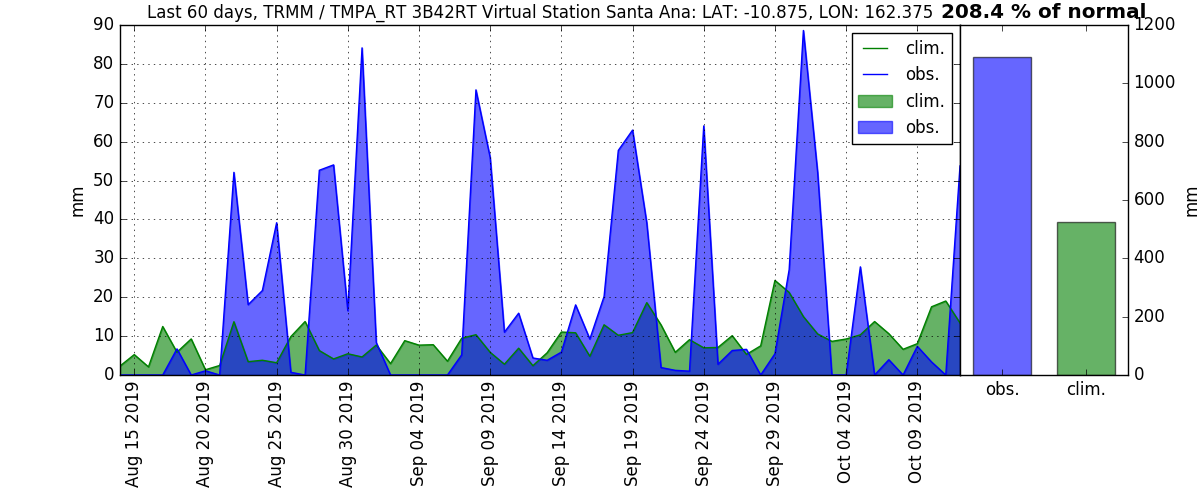 Last 60 days, TRMM / TMPA_RT 3B42RT Virtual Station Santa Ana: LAT: -10.875, LON: 162.375 208.4 % of normal
90
80
70
60
50
40
30
20
10
0
mm
clim.
obs.
clim.
obs.
1200
1000
800
600
400
200
0
mm
Aug 15 2019
Aug 20 2019
Aug 25 2019
Aug 30 2019
Sep 04 2019
Sep 09 2019
Sep 14 2019
Sep 19 2019
Sep 24 2019
Sep 29 2019
Oct 04 2019
Oct 09 2019
obs.
clim.